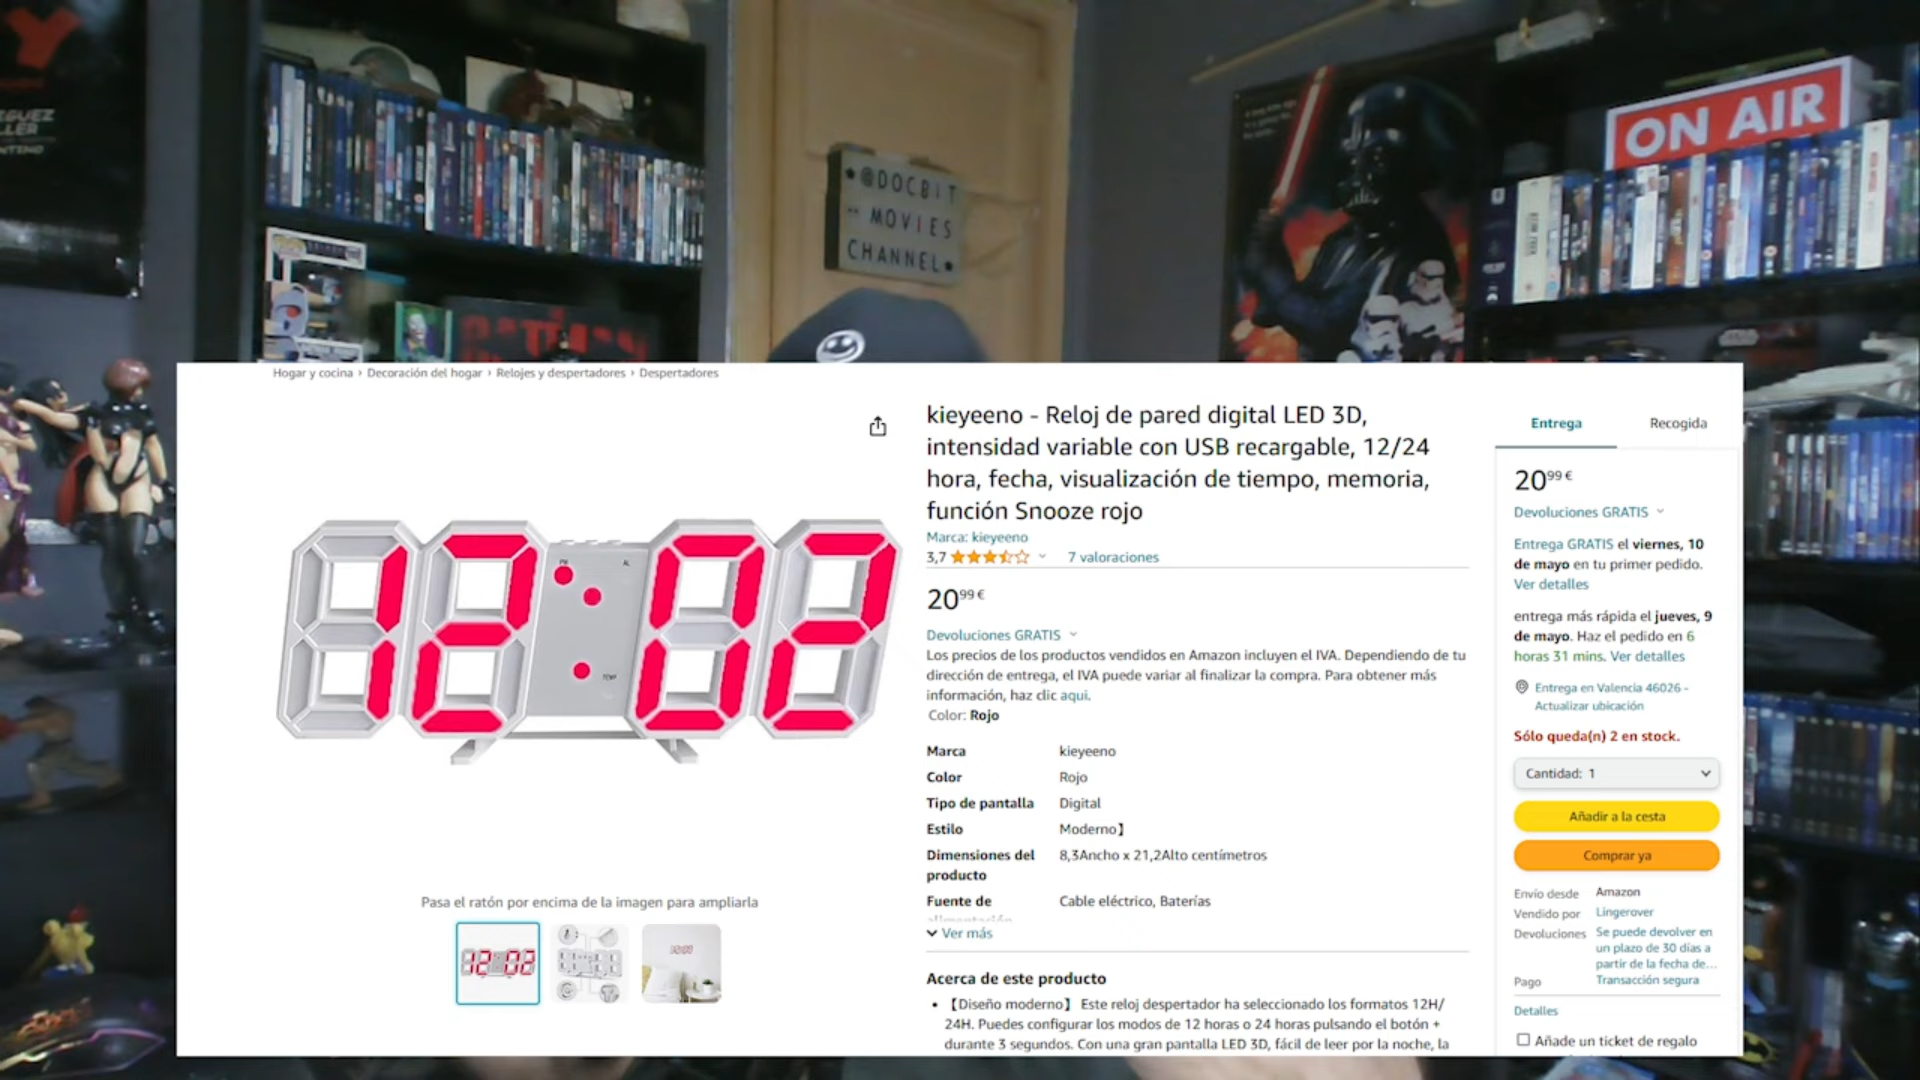 ON AIR
★@DOCBIT
MOVIES
CHANNEL
Hogar y cocina › Decoración del hogar › Relojes y despertadores › Despertadores
kieyeeno - Reloj de pared digital LED 3D,
intensidad variable con USB recargable, 12/24
hora, fecha, visualización de tiempo, memoria,
función Snooze rojo
Marca: kieyeeno
3,7
7 valoraciones
20⁹⁹€
Devoluciones GRATIS
Los precios de los productos vendidos en Amazon incluyen el IVA. Dependiendo de tu
dirección de entrega, el IVA puede variar al finalizar la compra. Para obtener más
información, haz clic aquí.
Color: Rojo
Marca kieyeeno
Color Rojo
Tipo de pantalla Digital
Estilo Moderno】
Dimensiones del 8,3Ancho x 21,2Alto centímetros
producto
Fuente de Cable eléctrico, Baterías
alimentación
Ver más
Acerca de este producto
• 【Diseño moderno】 Este reloj despertador ha seleccionado los formatos 12H/
24H. Puedes configurar los modos de 12 horas o 24 horas pulsando el botón +
durante 3 segundos. Con una gran pantalla LED 3D, fácil de leer por la noche, la
12:02
PM
AL
TEMP
Pasa el ratón por encima de la imagen para ampliarla
12:02
Entrega
Recogida
20⁹⁹€
Devoluciones GRATIS
Entrega GRATIS el viernes, 10
de mayo en tu primer pedido.
Ver detalles
entrega más rápida el jueves, 9
de mayo. Haz el pedido en 6
horas 31 mins. Ver detalles
Entrega en Valencia 46026 -
Actualizar ubicación
Sólo queda(n) 2 en stock.
Cantidad: 1
Añadir a la cesta
Comprar ya
Envío desde Amazon
Vendido por Lingerover
Devoluciones Se puede devolver en
un plazo de 30 días a
partir de la fecha de...
Pago Transacción segura
Detalles
Añade un ticket de regalo